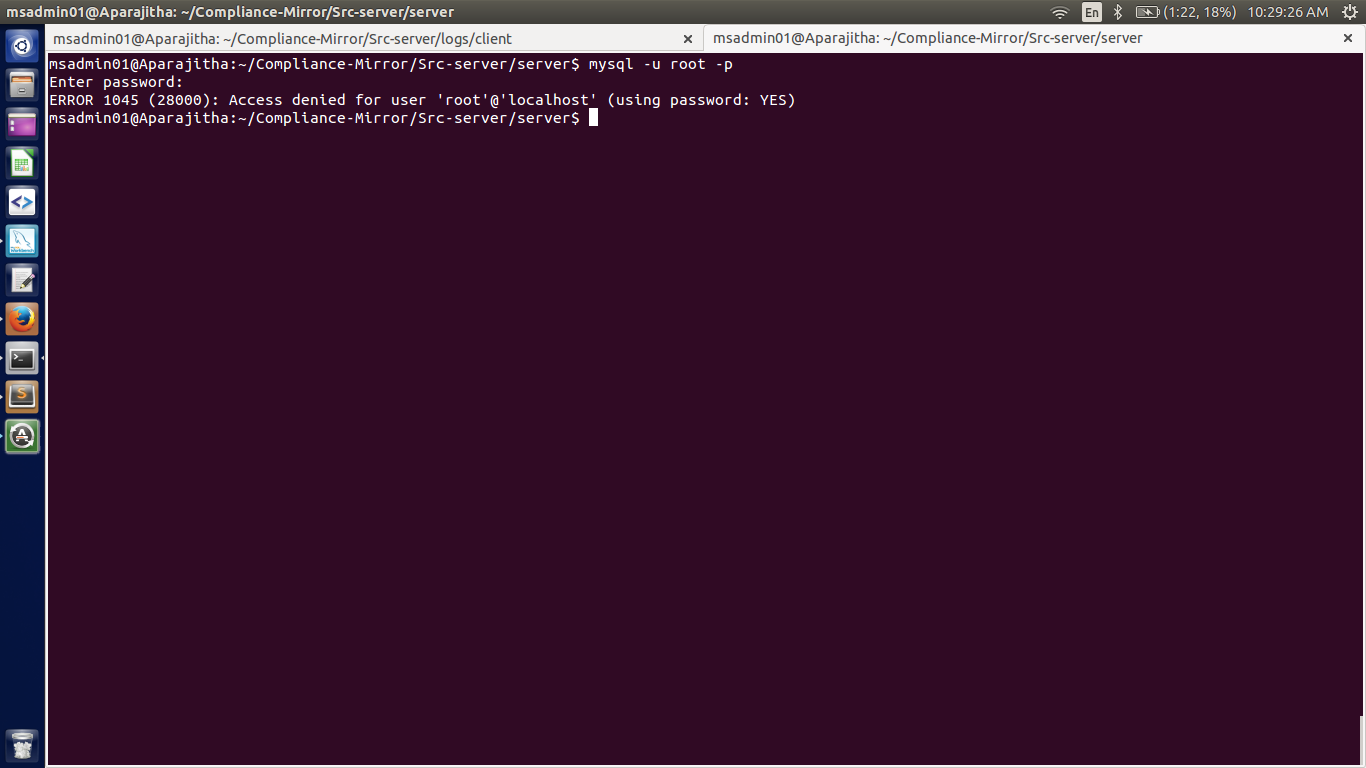 msadmin01@Aparajitha: ~/Compliance-Mirror/Src-server/server
En
(1:22, 18%)
10:29:26 AM
msadmin01@Aparajitha: ~/Compliance-Mirror/Src-server/logs/client
msadmin01@Aparajitha: ~/Compliance-Mirror/Src-server/server
msadmin01@Aparajitha:~/Compliance-Mirror/Src-server/server$ mysql -u root -p
Enter password:
ERROR 1045 (28000): Access denied for user 'root'@'localhost' (using password: YES)
msadmin01@Aparajitha:~/Compliance-Mirror/Src-server/server$